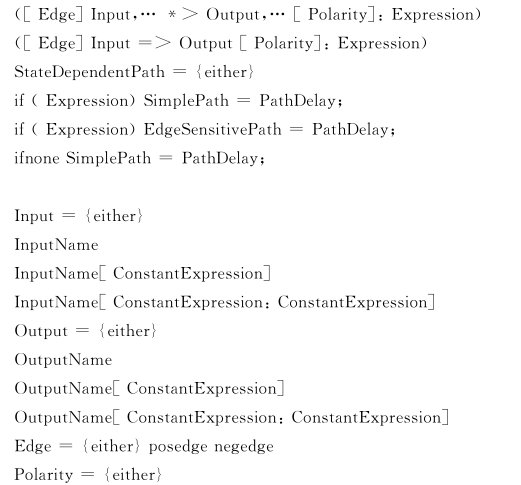 ([ Edge] Input,… *> Output,… [ Polarity]: Expression)
([ Edge] Input => Output [ Polarity]: Expression)
StateDependentPath = {either}
if ( Expression) SimplePath = PathDelay;
if ( Expression) EdgeSensitivePath = PathDelay;
ifnone SimplePath = PathDelay;
Input = {either}
InputName
InputName[ ConstantExpression]
InputName[ ConstantExpression: ConstantExpression]
Output = {either}
OutputName
OutputName[ ConstantExpression]
OutputName[ ConstantExpression: ConstantExpression]
Edge = {either} posedge negedge
Polarity = {either}